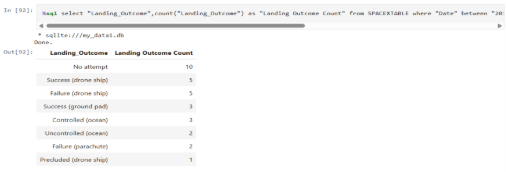 In [92]: %sql select "Landing_Outcome",count("Landing_Outcome") as "Landing Outcome Count" from SPACEXTABLE where "Date" between "20
* sqlite:///my_data1.db
Done.
Out[92]: Landing_Outcome Landing Outcome Count
No attempt 10
Success (drone ship) 5
Failure (drone ship) 5
Success (ground pad) 3
Controlled (ocean) 3
Uncontrolled (ocean) 2
Failure (parachute) 2
Precluded (drone ship) 1